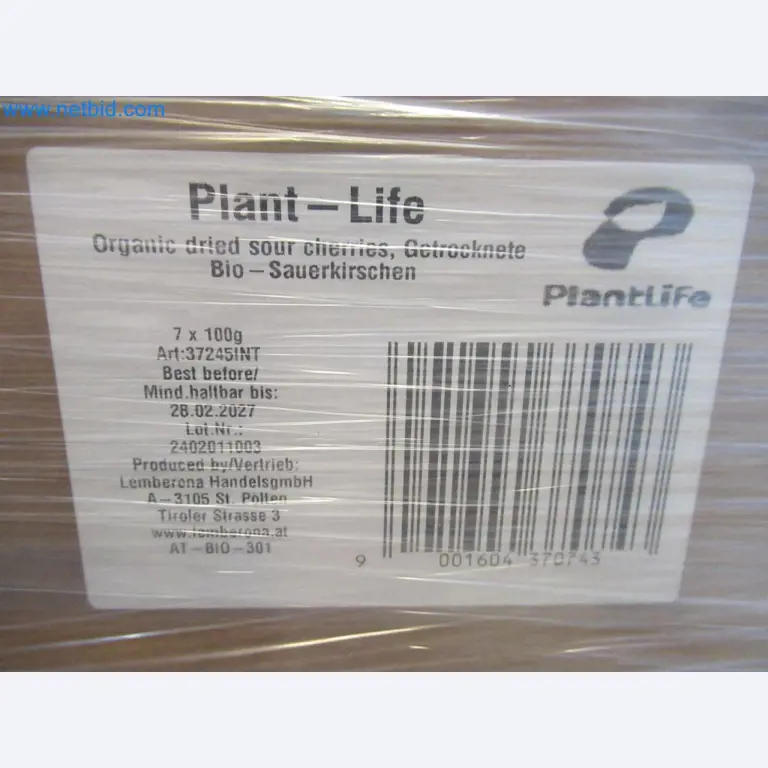 www.netbid.com
Plant – Life
Organic dried sour cherries, Getrocknete
Bio – Sauerkirschen
PlantLiFe
7 x 100g
Art:37245INT
Best before/
Mind.haltbar bis:
28.02.2027
Lot.Nr.:
2402011003
Produced by/Vertrieb:
Lemberona HandelsgmbH
A – 3105 St. Pölten
Tiroler Strasse 3
www.lemberona.at
AT – BIO – 301
9 001604 370743